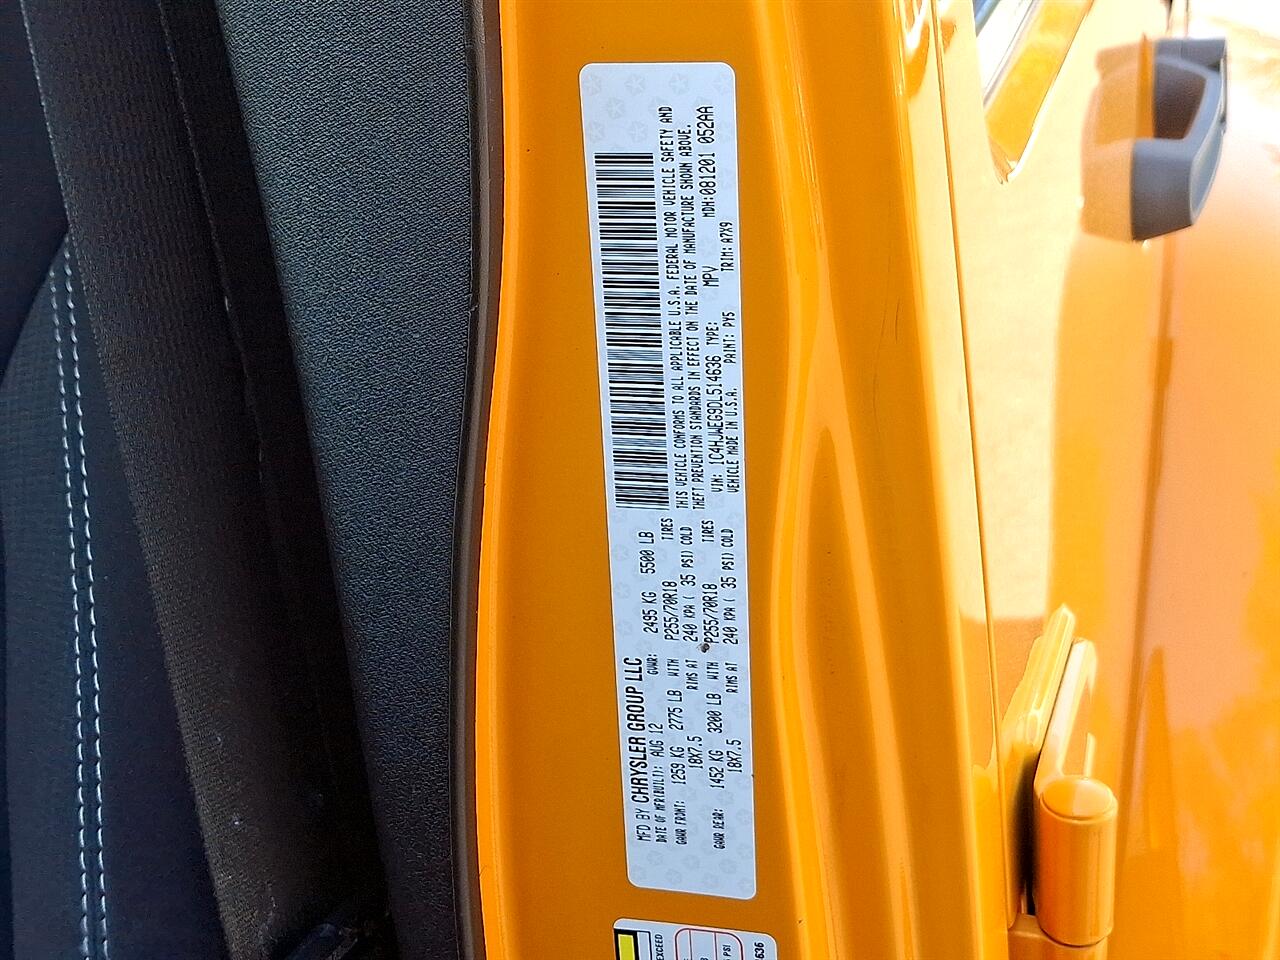 MFD BY CHRYSLER GROUP LLC
DATE OF MFR(BUILT): AUG 12 GVWR: 2495 KG 5500 LB
GAWR FRONT: 1259 KG 2775 LB WITH P255/70R18 TIRES
18X7.5 RIMS AT 240 KPA ( 35 PSI) COLD
GAWR REAR: 1452 KG 3200 LB WITH P255/70R18 TIRES
18X7.5 RIMS AT 240 KPA ( 35 PSI) COLD
THIS VEHICLE CONFORMS TO ALL APPLICABLE U.S.A. FEDERAL MOTOR VEHICLE SAFETY AND
THEFT PREVENTION STANDARDS IN EFFECT ON THE DATE OF MANUFACTURE SHOWN ABOVE.
VIN: 1C4HJWEG9DL514636 TYPE: MPV MDH:081201 052AA
VEHICLE MADE IN U.S.A. PAINT: PY5 TRIM: A7X9
EXCEED
PSI
636